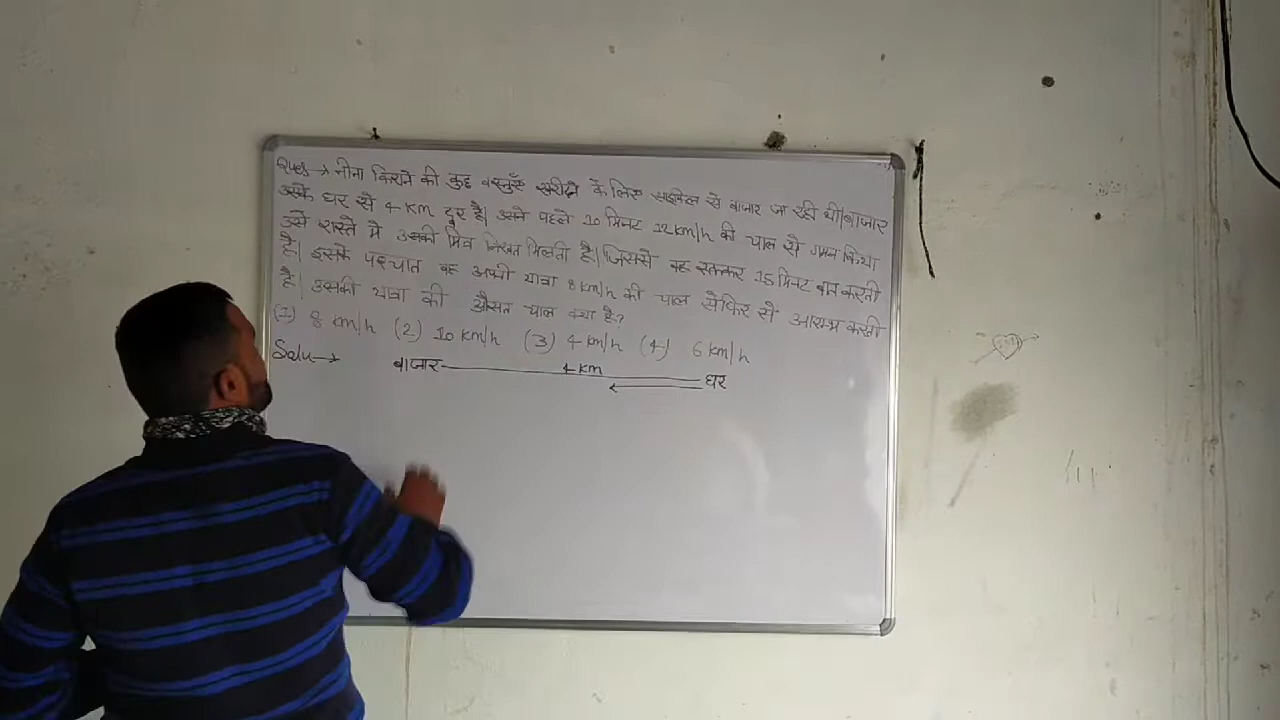 Ques → नीना किराने की कुछ वस्तुएँ खरीदने के लिए साइकिल से बाजार जा रही थी। बाजार
उसके घर से 4 KM दूर है। उसने पहले 10 मिनट 12 km/h की चाल से गमन किया
उसे रास्ते में उसकी मित्र मिलती है। जिससे वह रुककर 15 मिनट बात करती
है। इसके पश्चात वह अपनी यात्रा 8 km/h की चाल से फिर से आरम्भ करती
है। उसकी यात्रा की औसत चाल क्या है?
(1) 8 km/h (2) 10 km/h (3) 4 km/h (4) 6 km/h
Solu →
बाजार 4 KM घर